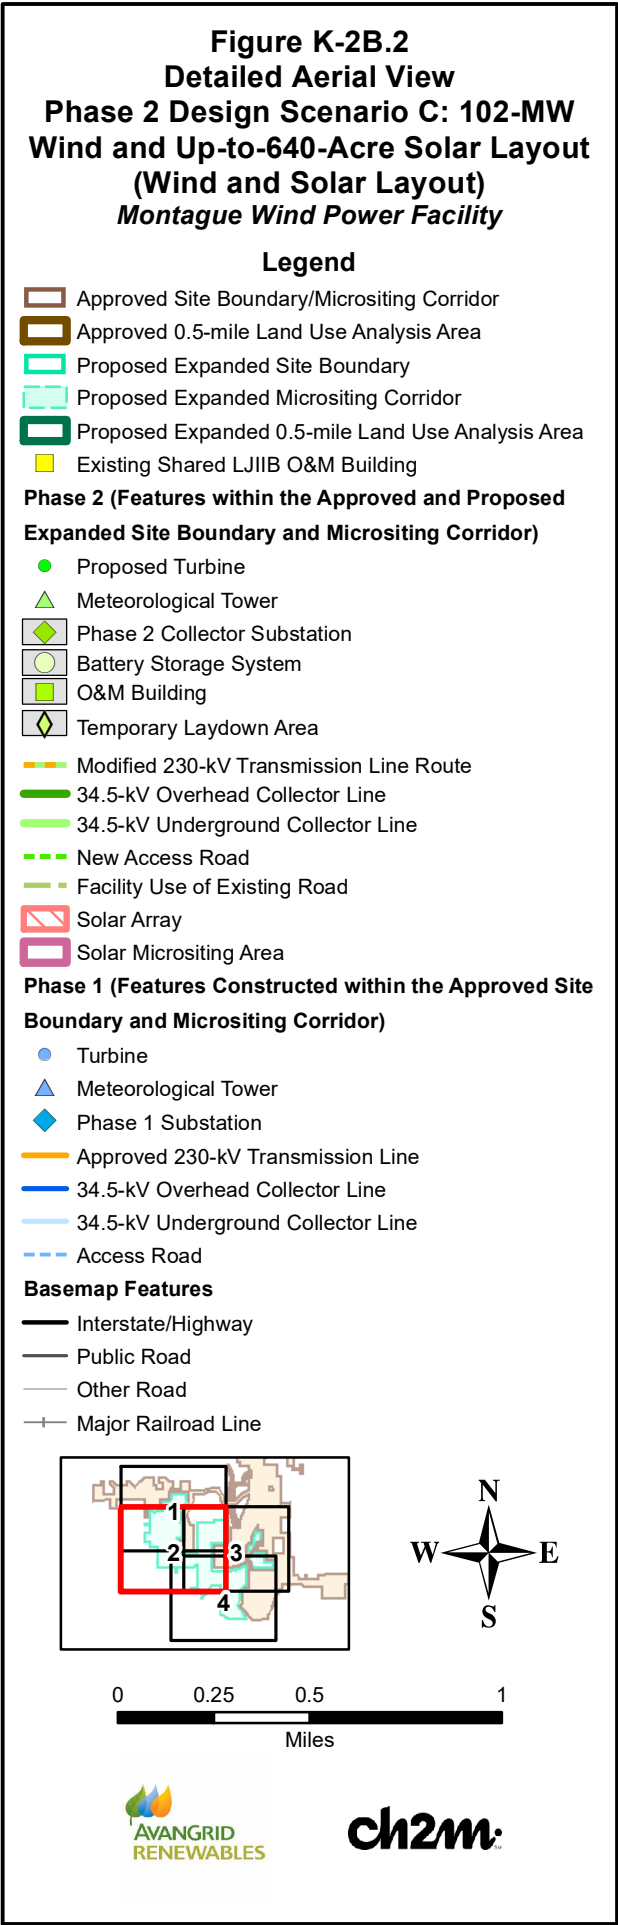 Figure K-2B.2
Detailed Aerial View
Phase 2 Design Scenario C: 102-MW
Wind and Up-to-640-Acre Solar Layout
(Wind and Solar Layout)
Montague Wind Power Facility
Legend
Approved Site Boundary/Micrositing Corridor
Approved 0.5-mile Land Use Analysis Area
Proposed Expanded Site Boundary
Proposed Expanded Micrositing Corridor
Proposed Expanded 0.5-mile Land Use Analysis Area
Existing Shared LJIIB O&M Building
Phase 2 (Features within the Approved and Proposed
Expanded Site Boundary and Micrositing Corridor)
Proposed Turbine
Meteorological Tower
Phase 2 Collector Substation
Battery Storage System
O&M Building
Temporary Laydown Area
Modified 230-kV Transmission Line Route
34.5-kV Overhead Collector Line
34.5-kV Underground Collector Line
New Access Road
Facility Use of Existing Road
Solar Array
Solar Micrositing Area
Phase 1 (Features Constructed within the Approved Site
Boundary and Micrositing Corridor)
Turbine
Meteorological Tower
Phase 1 Substation
Approved 230-kV Transmission Line
34.5-kV Overhead Collector Line
34.5-kV Underground Collector Line
Access Road
Basemap Features
Interstate/Highway
Public Road
Other Road
Major Railroad Line
1
2
3
4
N
W
E
S
0 0.25 0.5 1
Miles
AVANGRID
RENEWABLES
ch2m